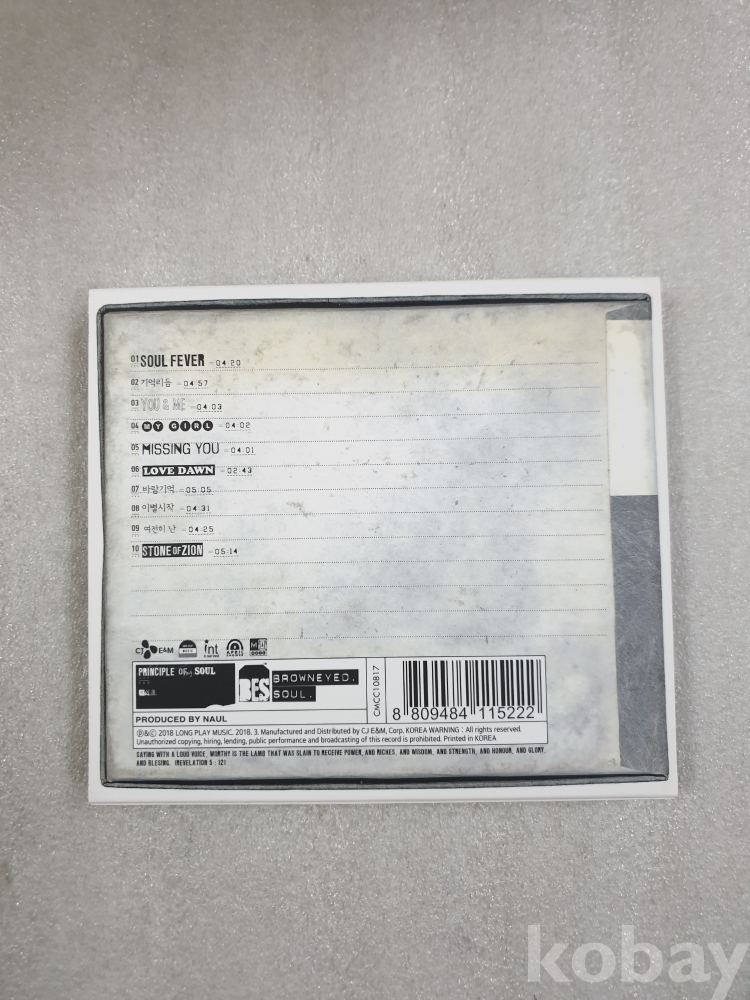 01 SOUL FEVER - 04:20
02 기억리듬 - 04:57
03 YOU & ME - 04:03
04 MY GIRL - 04:02
05 MISSING YOU - 04:01
06 LOVE DAWN - 02:43
07 바람기억 - 05:05
08 이별시작 - 04:31
09 여전히 난 - 04:25
10 STONE OF ZION - 05:14
CJ E&M int APRIL
PRINCIPLE OF my SOUL
BES BROWNEYED. SOUL.
CMCC10817
8 809484 115222
PRODUCED BY NAUL
℗&© 2018 LONG PLAY MUSIC. 2018. 3. Manufactured and Distributed by CJ E&M, Corp. KOREA WARNING : All rights reserved.
Unauthorized copying, hiring, lending, public performance and broadcasting of this record is prohibited. Printed in KOREA
SAYING WITH A LOUD VOICE, WORTHY IS THE LAMB THAT WAS SLAIN TO RECEIVE POWER, AND RICHES, AND WISDOM, AND STRENGTH, AND HONOUR, AND GLORY,
AND BLESING. (REVELATION 5 : 12)
kobay